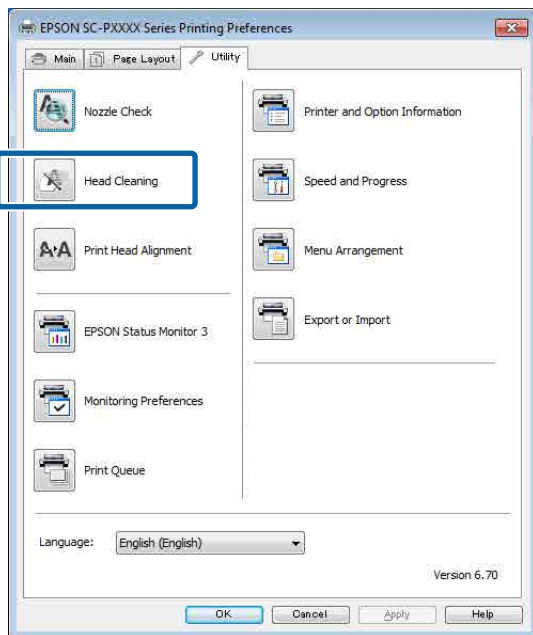 EPSON SC-PXXXX Series Printing Preferences
Main
Page Layout
Utility
Nozzle Check
Head Cleaning
Print Head Alignment
EPSON Status Monitor 3
Monitoring Preferences
Print Queue
Printer and Option Information
Speed and Progress
Menu Arrangement
Export or Import
Language: English (English)
Version 6.70
OK Cancel Apply Help